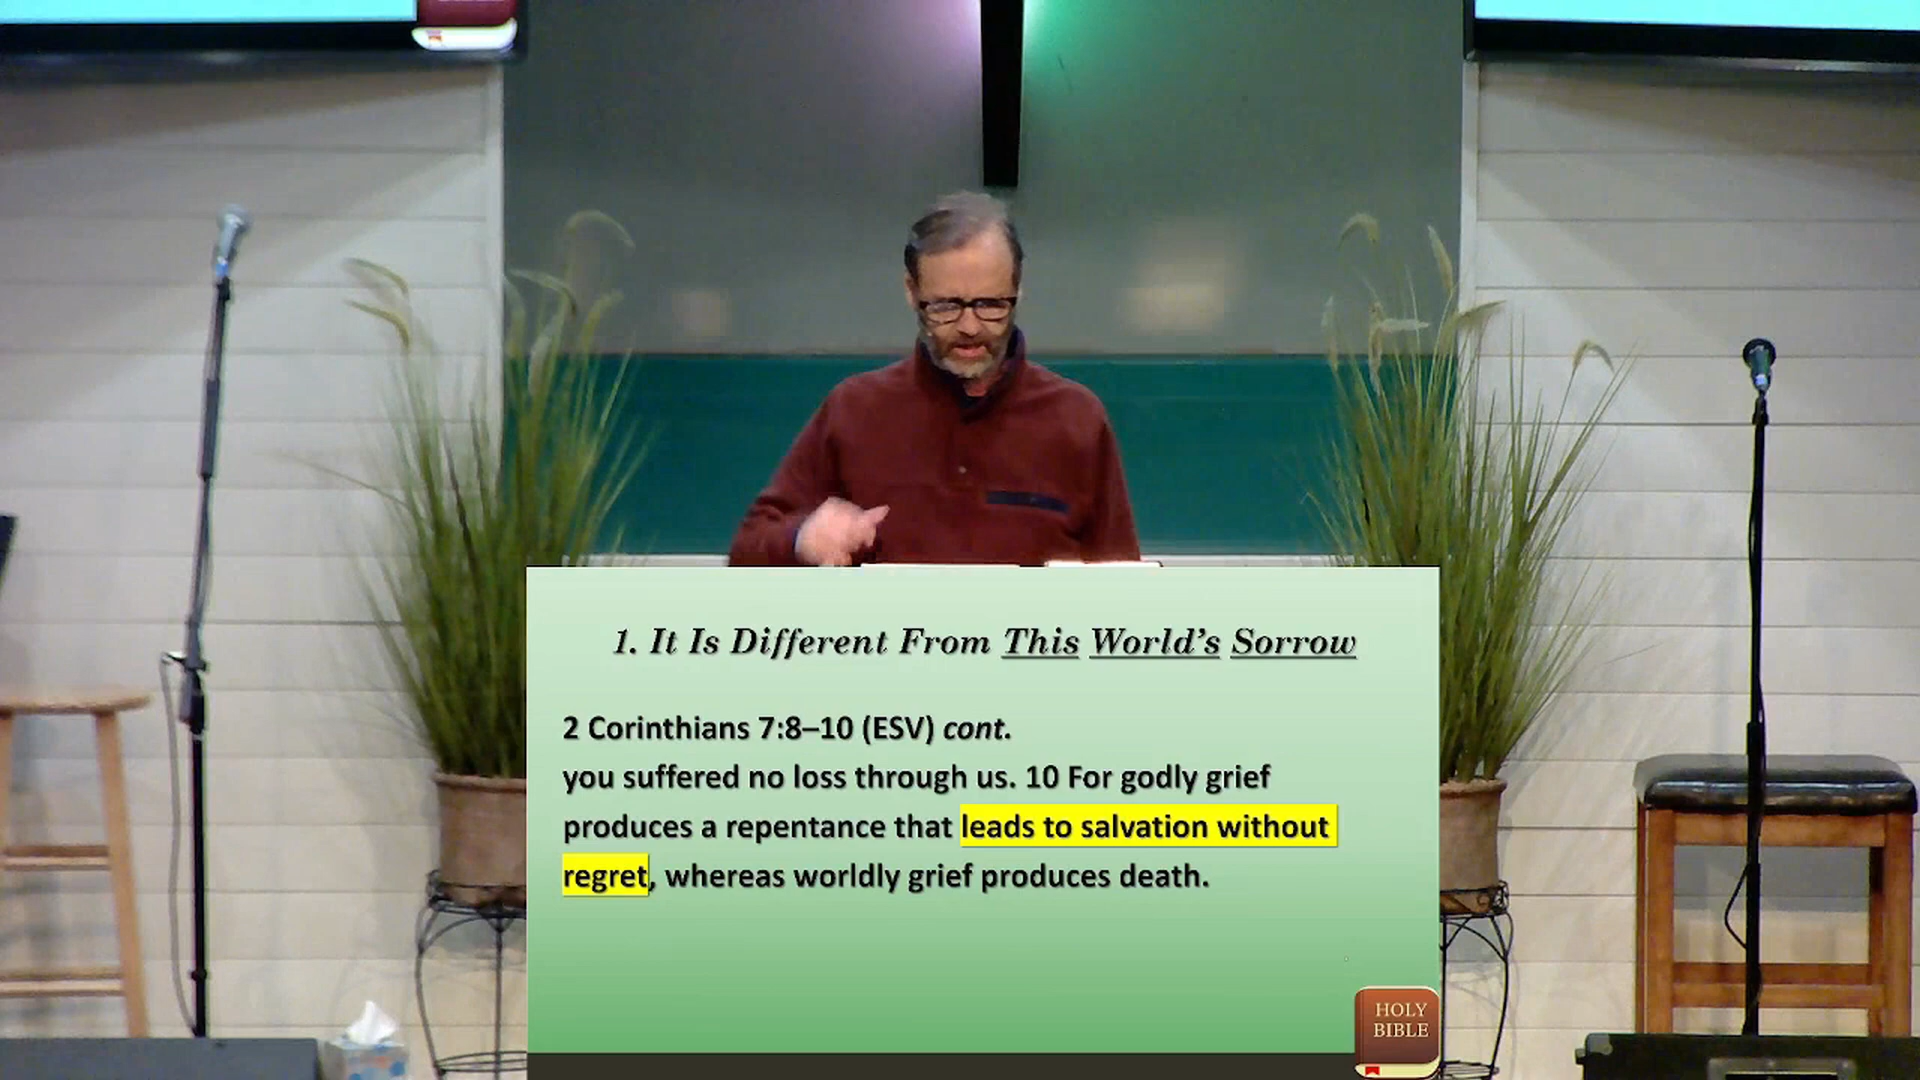 1. It Is Different From This World's Sorrow
2 Corinthians 7:8–10 (ESV) cont.
you suffered no loss through us. 10 For godly grief
produces a repentance that leads to salvation without
regret, whereas worldly grief produces death.
HOLY
BIBLE